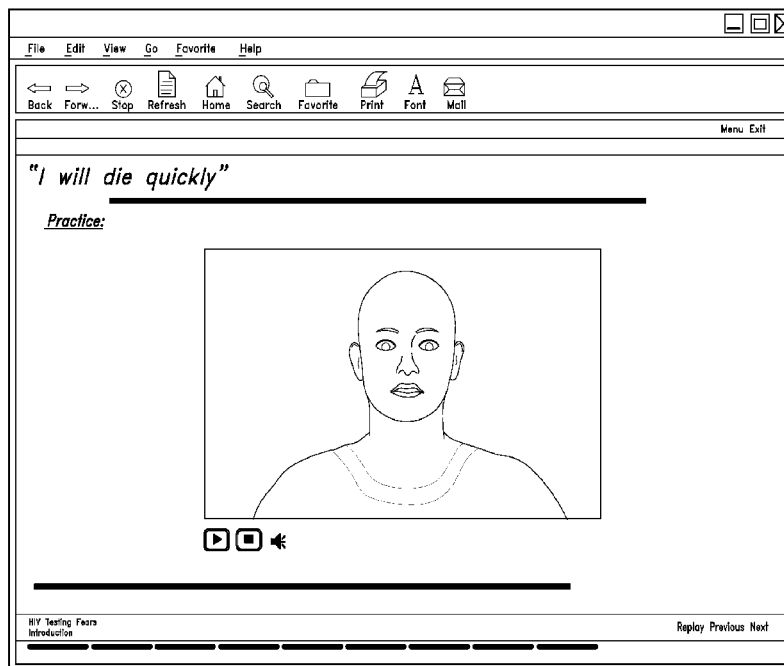 File Edit View Go Favorite Help
Back Forw... Stop Refresh Home Search Favorite Print Font Mail
Menu Exit
"I will die quickly"
Practice:
HIV Testing Fears
Introduction
Replay Previous Next